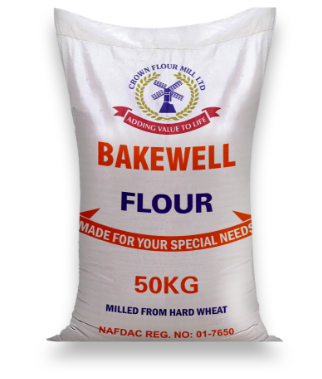 CROWN FLOUR MILL LTD
ADDING VALUE TO LIFE
BAKEWELL
FLOUR
MADE FOR YOUR SPECIAL NEEDS
50KG
MILLED FROM HARD WHEAT
NAFDAC REG. NO: 01-7650